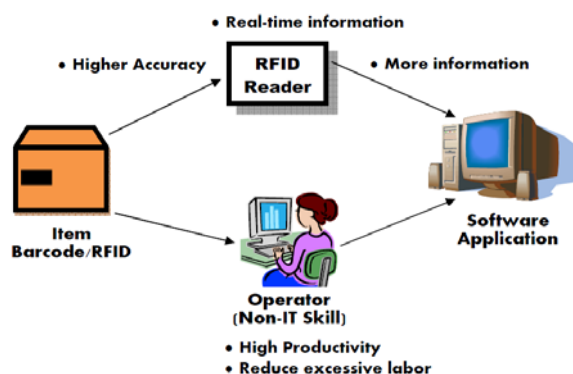 • Real-time information
• Higher Accuracy
RFID
Reader
• More information
Item
Barcode/RFID
Software
Application
Operator
(Non-IT Skill)
• High Productivity
• Reduce excessive labor